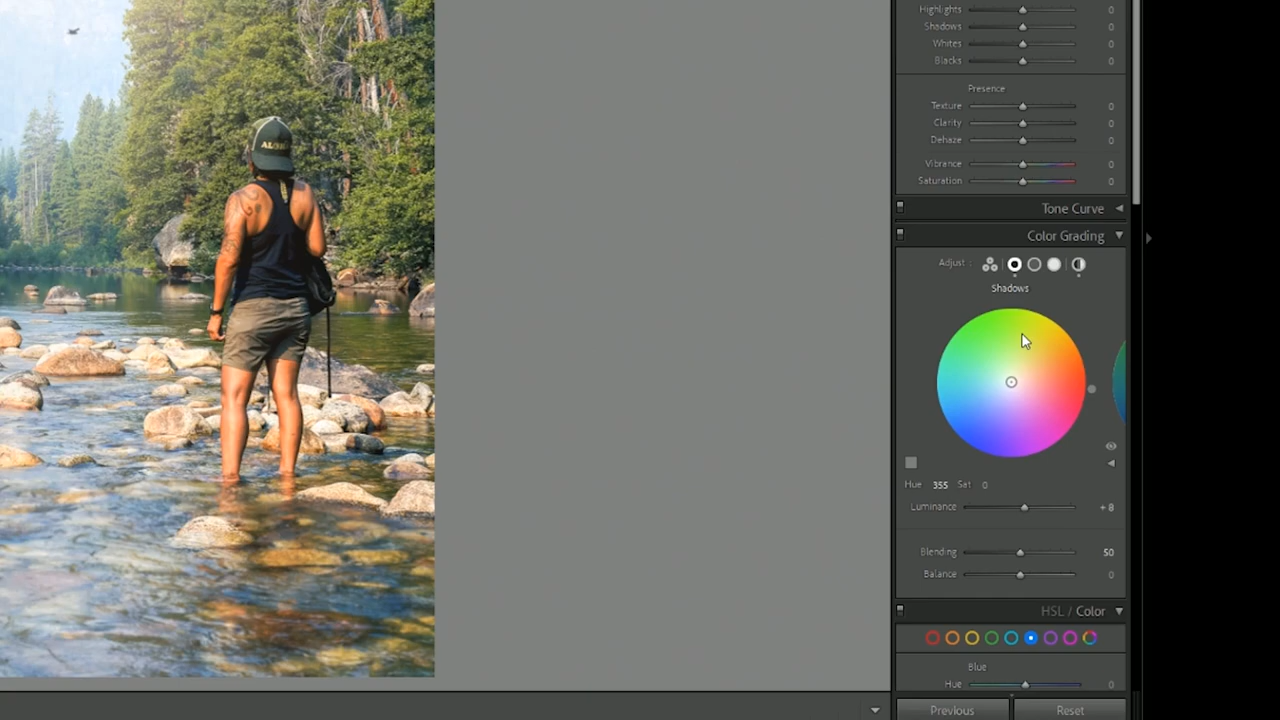 Highlights 0
Shadows 0
Whites 0
Blacks 0
Presence
Texture 0
Clarity 0
Dehaze 0
Vibrance 0
Saturation 0
Tone Curve
Color Grading
Adjust :
Shadows
Hue 355 Sat 0
Luminance + 8
Blending 50
Balance 0
HSL / Color
Blue
Hue 0
Previous Reset